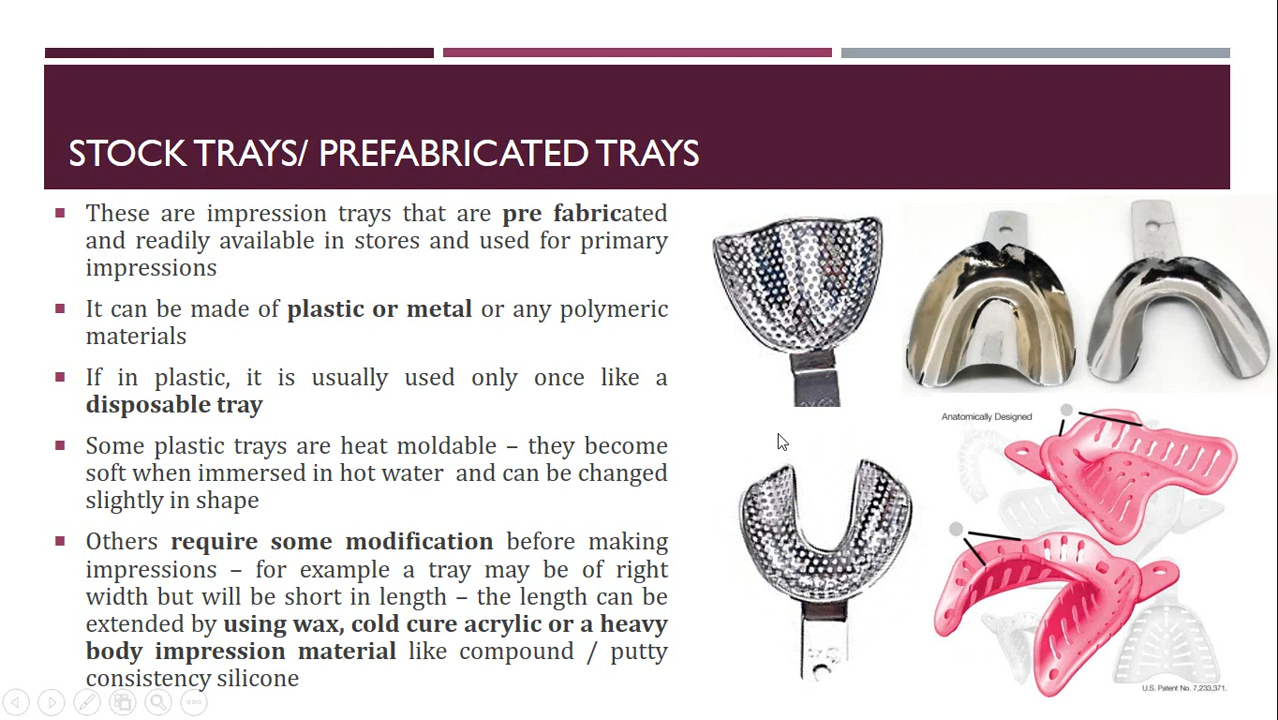 STOCK TRAYS/ PREFABRICATED TRAYS
These are impression trays that are pre fabricated
and readily available in stores and used for primary
impressions
It can be made of plastic or metal or any polymeric
materials
If in plastic, it is usually used only once like a
disposable tray
Some plastic trays are heat moldable – they become
soft when immersed in hot water and can be changed
slightly in shape
Others require some modification before making
impressions – for example a tray may be of right
width but will be short in length – the length can be
extended by using wax, cold cure acrylic or a heavy
body impression material like compound / putty
consistency silicone
Anatomically Designed
U.S. Patent No. 7,233,371.